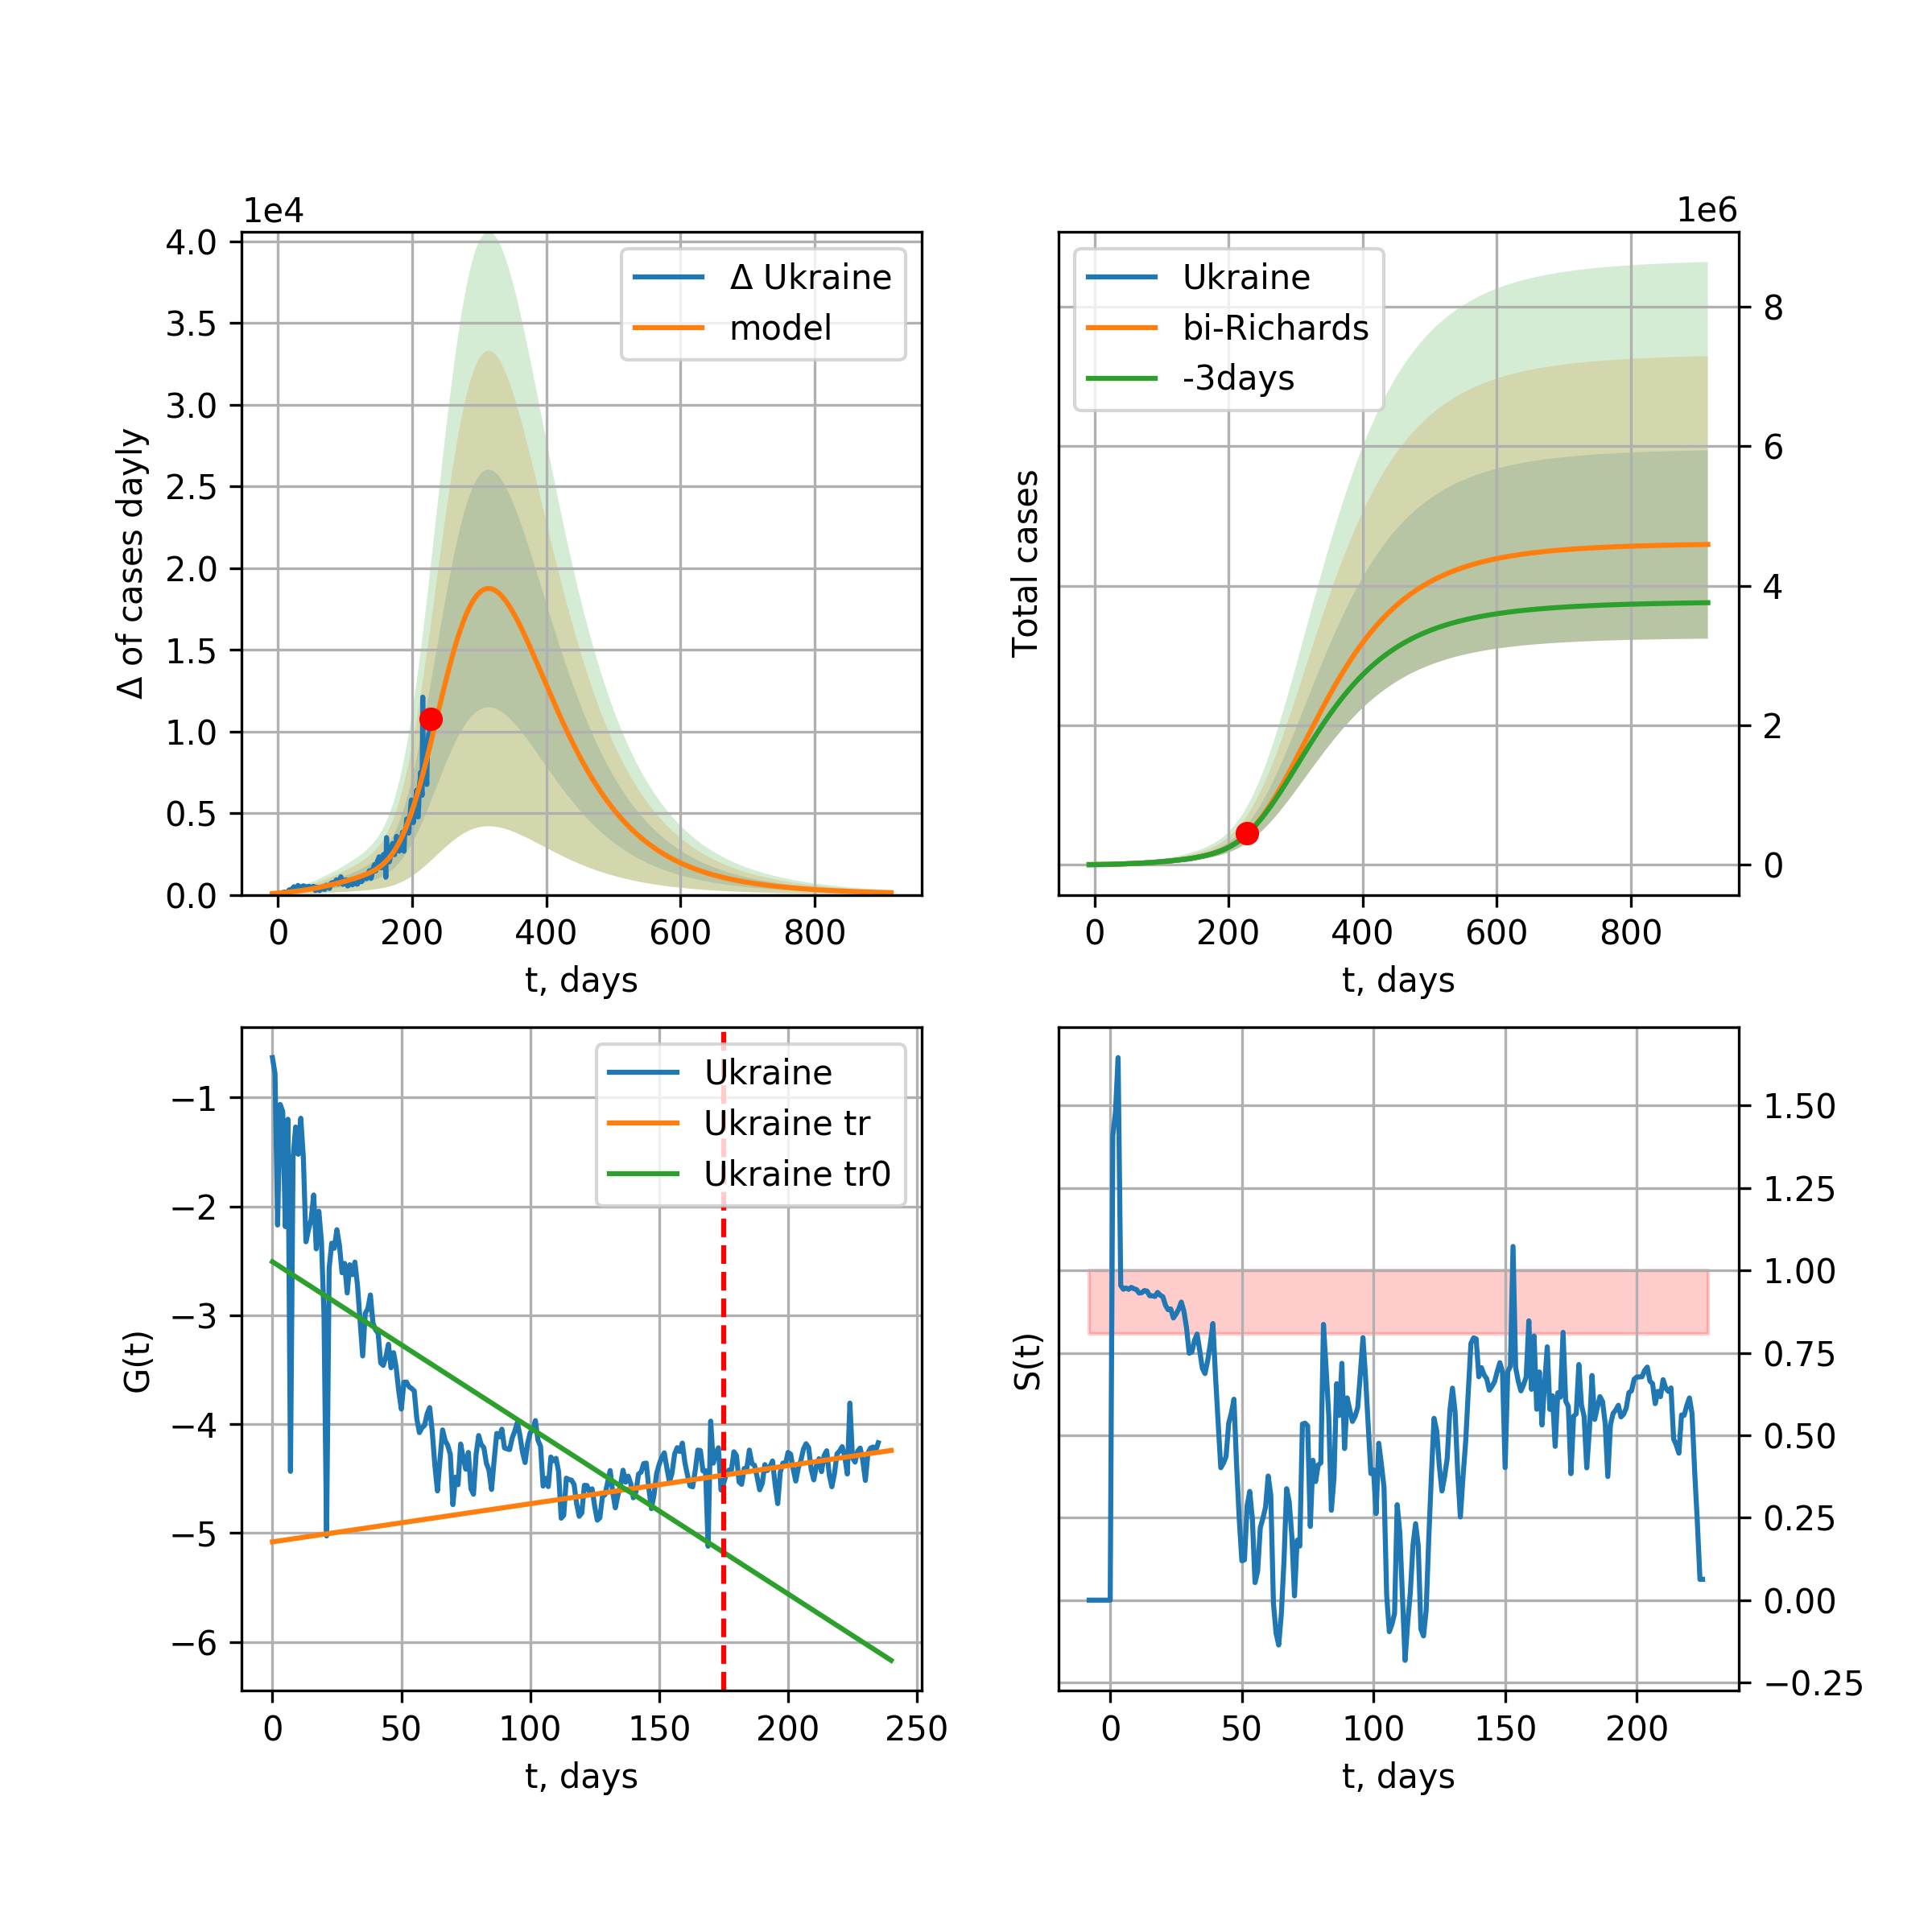 1e4
4.0
3.5
3.0
2.5
2.0
1.5
1.0
0.5
0.0
Δ of cases dayly
Δ Ukraine
model
0 200 400 600 800
t, days
1e6
Ukraine
bi-Richards
-3days
8
6
4
2
0
Total cases
0 200 400 600 800
t, days
−1
−2
−3
−4
−5
−6
G(t)
Ukraine
Ukraine tr
Ukraine tr0
0 50 100 150 200 250
t, days
S(t)
1.50
1.25
1.00
0.75
0.50
0.25
0.00
−0.25
0 50 100 150 200
t, days